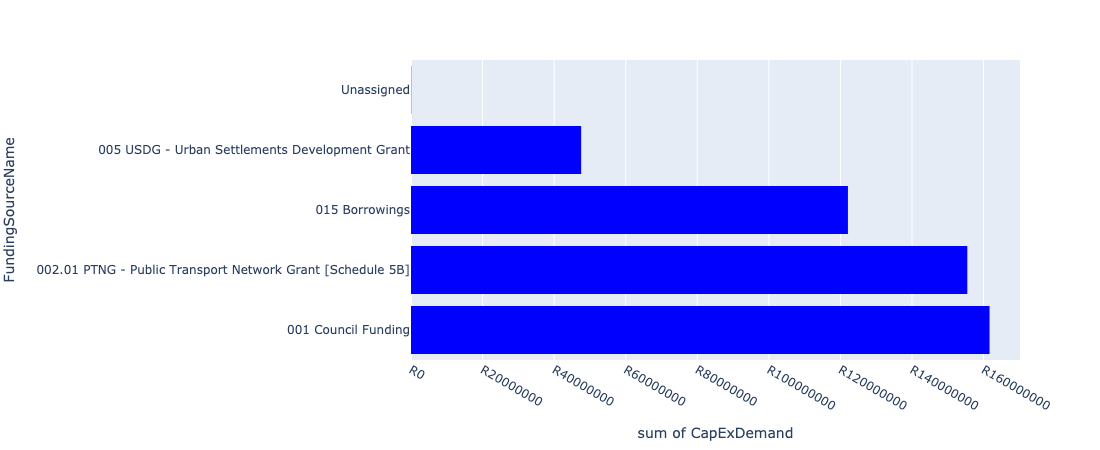 FundingSourceName
Unassigned
005 USDG - Urban Settlements Development Grant
015 Borrowings
002.01 PTNG - Public Transport Network Grant [Schedule 5B]
001 Council Funding
R0
R20000000
R40000000
R60000000
R80000000
R100000000
R120000000
R140000000
R160000000
sum of CapExDemand